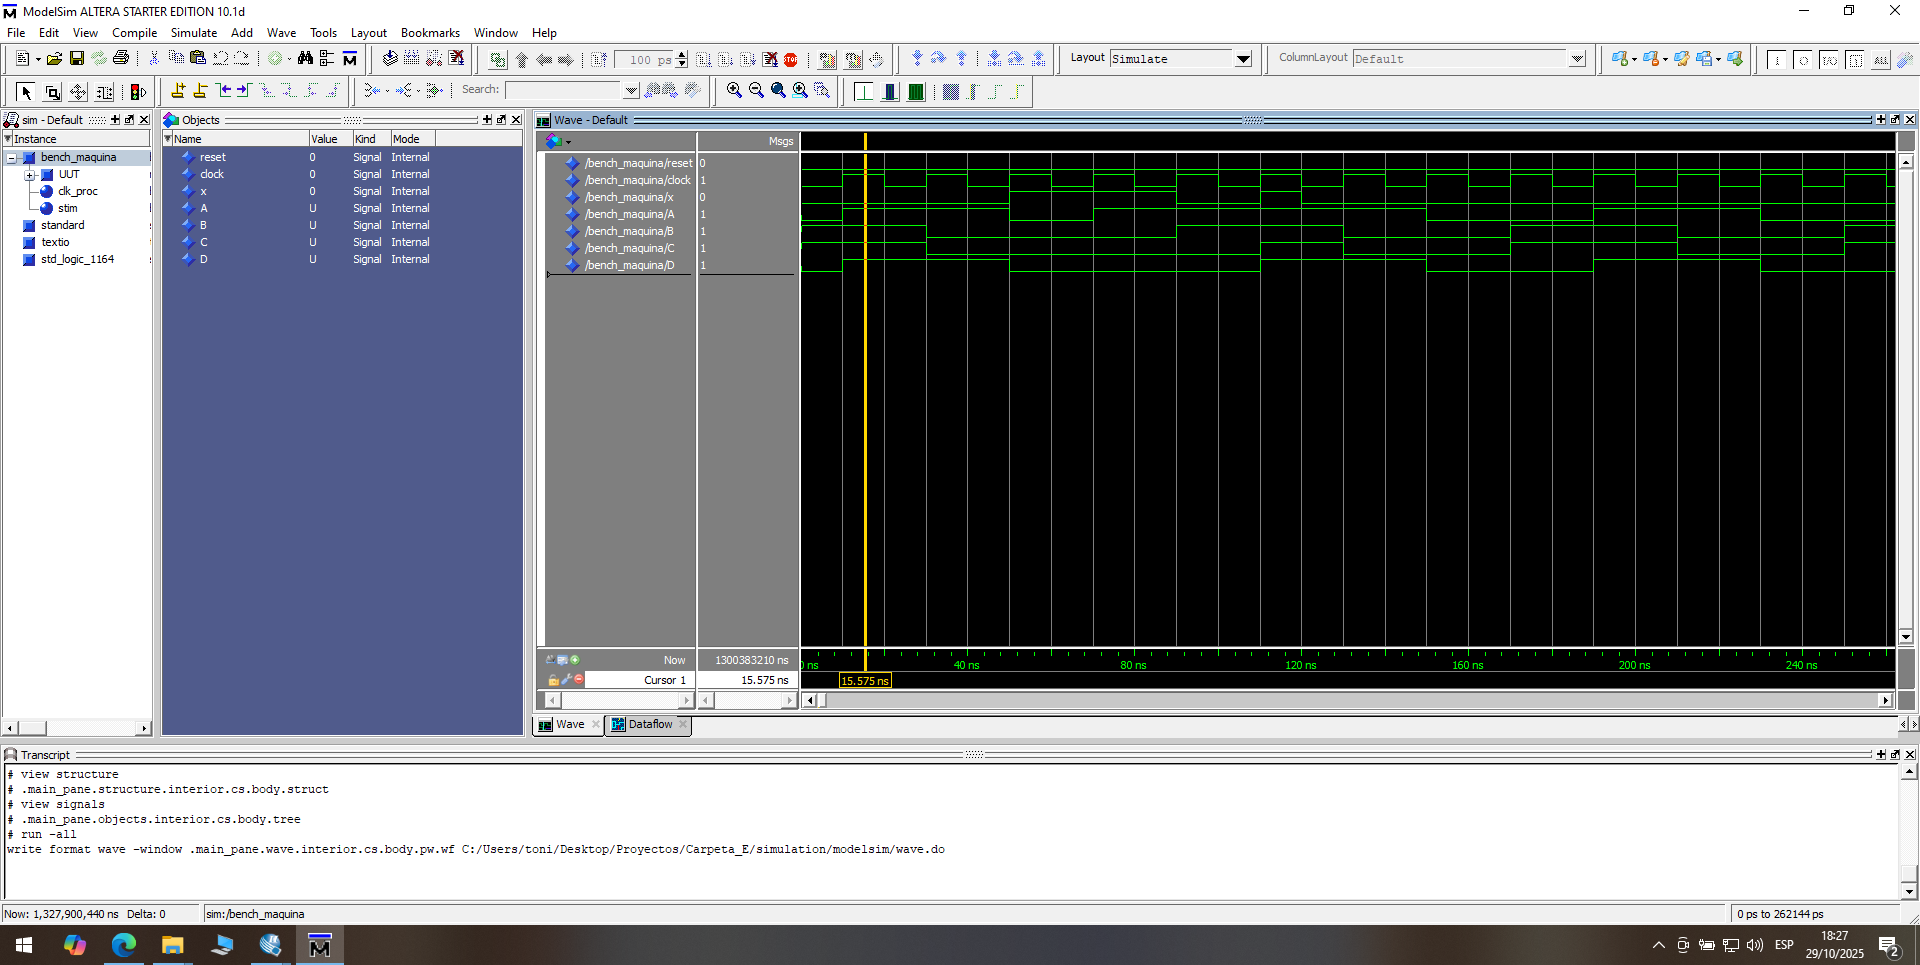 ModelSim ALTERA STARTER EDITION 10.1d
File Edit View Compile Simulate Add Wave Tools Layout Bookmarks Window Help
100 ps
STOP
Layout Simulate
ColumnLayout Default
ALL
Search:
sim - Default
Objects
Wave - Default
Instance
bench_maquina
UUT
clk_proc
stim
standard
textio
std_logic_1164
Name Value Kind Mode
reset 0 Signal Internal
clock 0 Signal Internal
x 0 Signal Internal
A U Signal Internal
B U Signal Internal
C U Signal Internal
D U Signal Internal
Msgs
/bench_maquina/reset 0
/bench_maquina/clock 1
/bench_maquina/x 0
/bench_maquina/A 1
/bench_maquina/B 1
/bench_maquina/C 1
/bench_maquina/D 1
Now 1300383210 ns
ns 40 ns 80 ns 120 ns 160 ns 200 ns 240 ns
Cursor 1 15.575 ns 15.575 ns
Wave Dataflow
Transcript
# view structure
# .main_pane.structure.interior.cs.body.struct
# view signals
# .main_pane.objects.interior.cs.body.tree
# run -all
write format wave -window .main_pane.wave.interior.cs.body.pw.wf C:/Users/toni/Desktop/Proyectos/Carpeta_E/simulation/modelsim/wave.do
Now: 1,327,900,440 ns Delta: 0
sim:/bench_maquina
0 ps to 262144 ps
ESP
18:27
29/10/2025
2